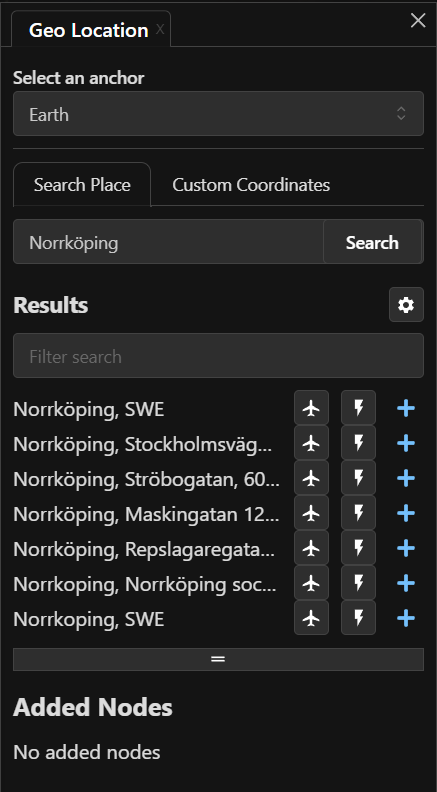 Geo Location x
Select an anchor
Earth
Search Place Custom Coordinates
Norrköping Search
Results
Filter search
Norrköping, SWE
Norrköping, Stockholmsväg...
Norrköping, Ströbogatan, 60...
Norrköping, Maskingatan 12...
Norrköping, Repslagaregata...
Norrkoping, Norrköping soc...
Norrkoping, SWE
Added Nodes
No added nodes